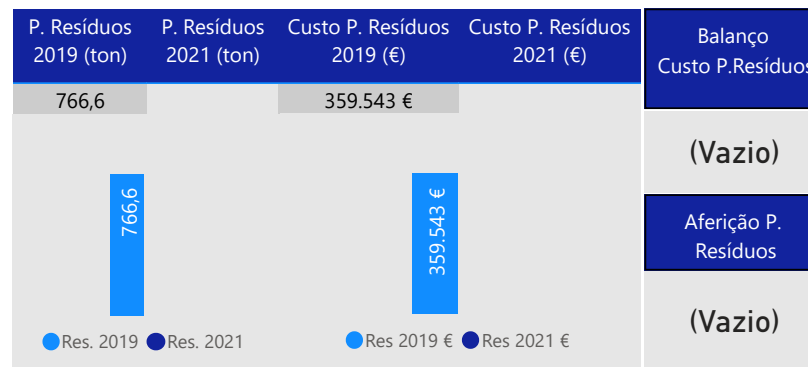 P. Resíduos
2019 (ton)
P. Resíduos
2021 (ton)
Custo P. Resíduos
2019 (€)
Custo P. Resíduos
2021 (€)
766,6
359.543 €
766,6
359.543 €
Res. 2019
Res. 2021
Res 2019 €
Res 2021 €
Balanço
Custo P.Resíduos
(Vazio)
Aferição P.
Resíduos
(Vazio)